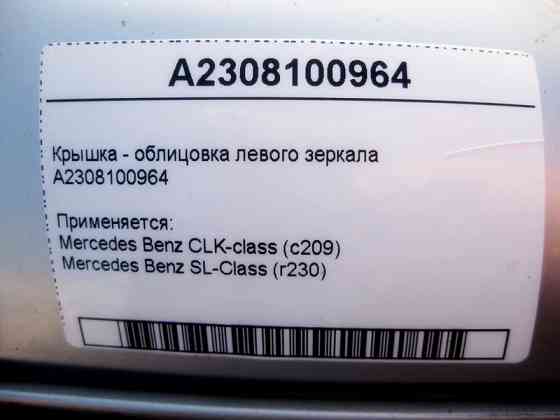 A2308100964
Крышка - облицовка левого зеркала
A2308100964
Применяется:
Mercedes Benz CLK-class (c209)
Mercedes Benz SL-Class (r230)